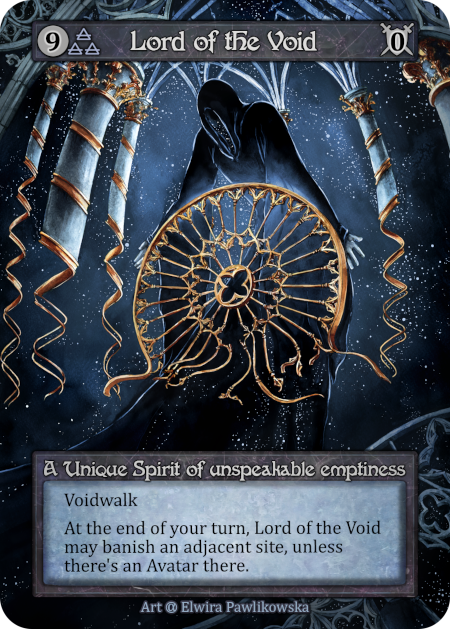 9 Lord of the Void 0
A Unique Spirit of unspeakable emptiness
Voidwalk
At the end of your turn, Lord of the Void
may banish an adjacent site, unless
there's an Avatar there.
Art @ Elwira Pawlikowska